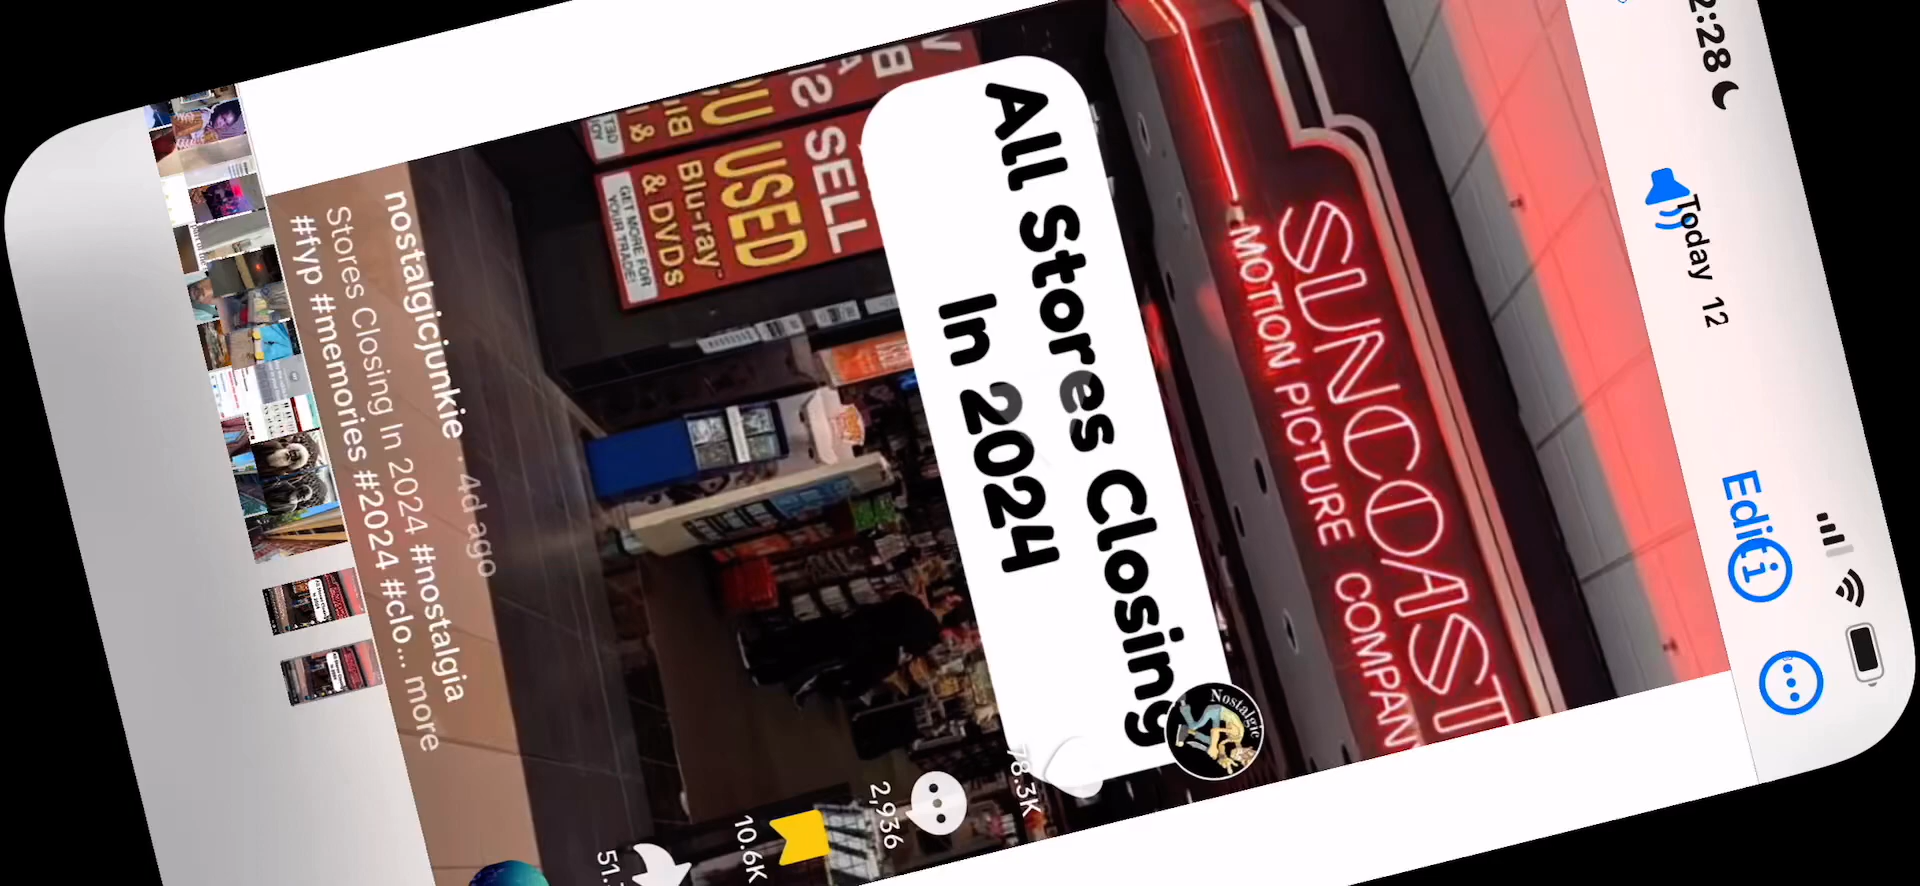 2:28
Today 12
Edit
SUNCOAST
MOTION PICTURE COMPANY
All Stores Closing
In 2024
Nostalgic
SELL
USED
Blu-ray
& DVDs
GET MORE FOR
YOUR TRADE!
78.3K
2,936
10.6K
nostalgicjunkie · 4d ago
Stores Closing In 2024 #nostalgia
#fyp #memories #2024 #clo... more